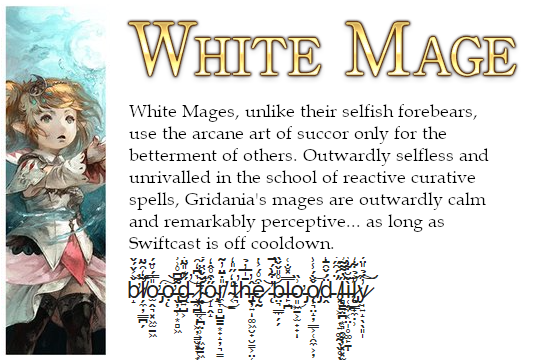 White Mage
White Mages, unlike their selfish forebears,
use the arcane art of succor only for the
betterment of others. Outwardly selfless and
unrivalled in the school of reactive curative
spells, Gridania's mages are outwardly calm
and remarkably perceptive... as long as
Swiftcast is off cooldown.
blood for the blood lily